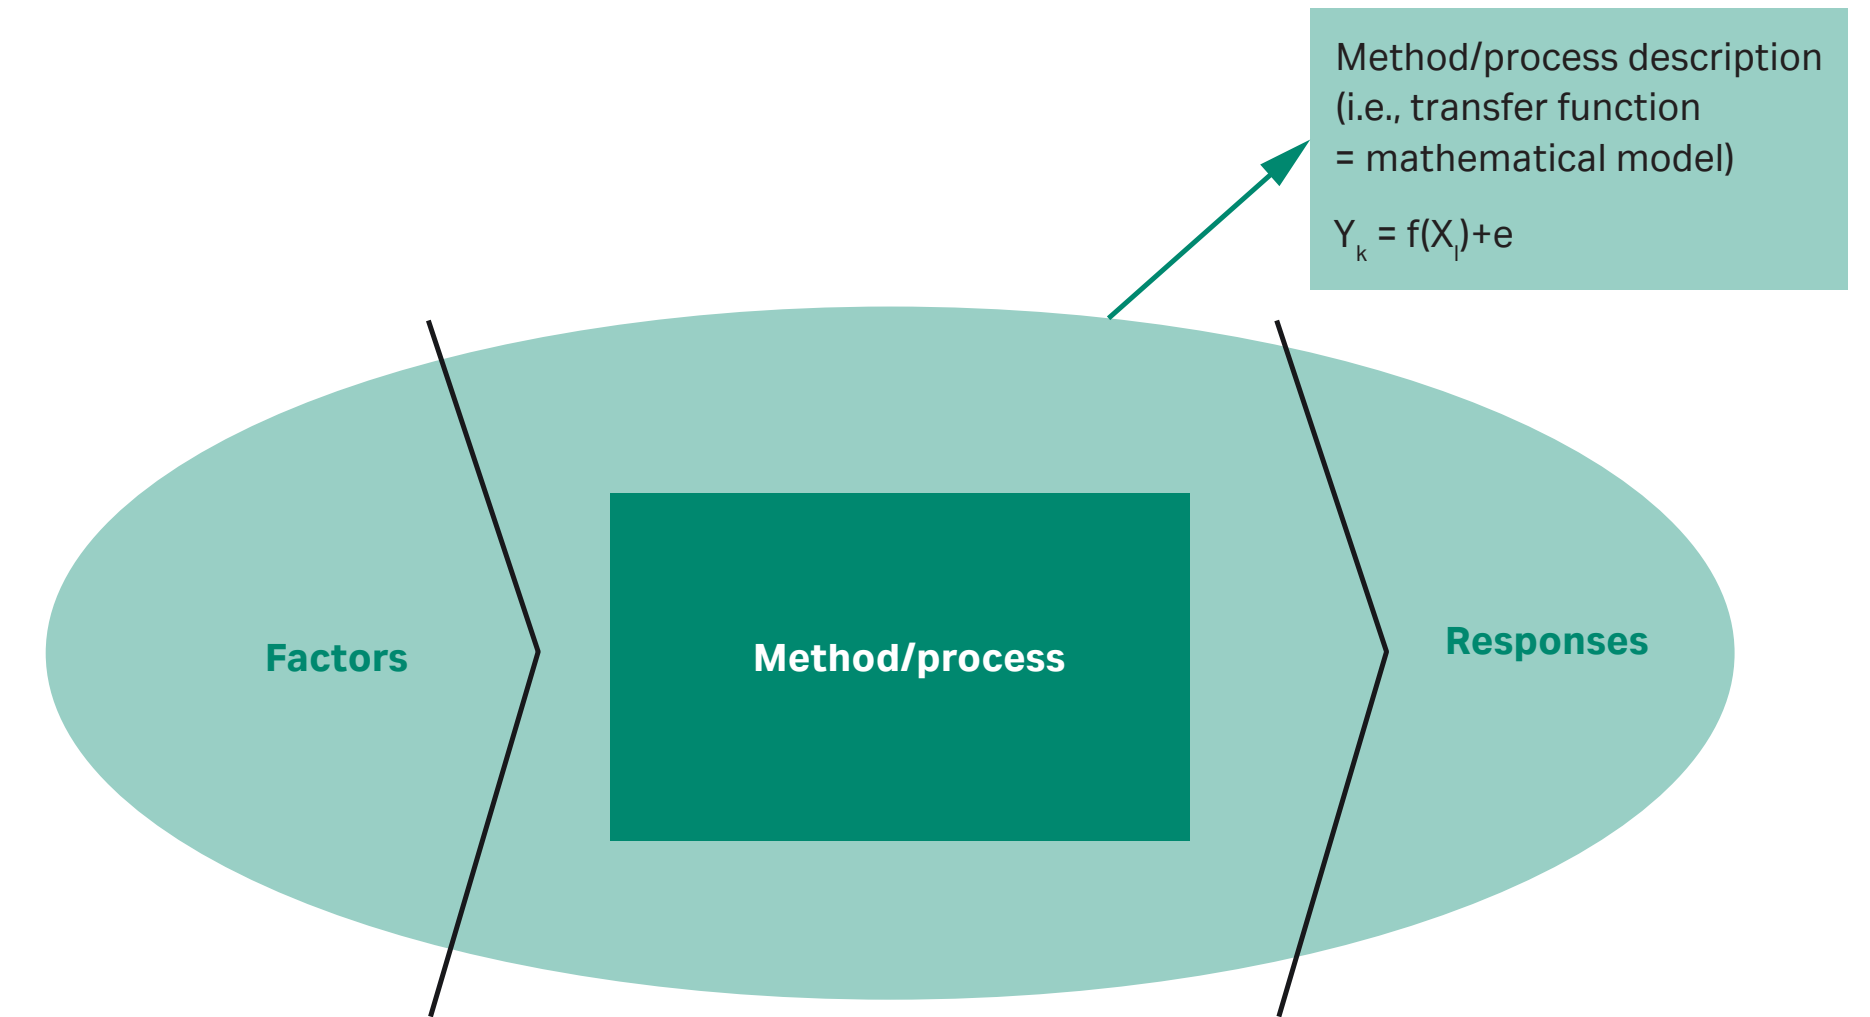 Method/process description
(i.e., transfer function
= mathematical model)
Yₖ = f(Xₗ)+e
Factors
Method/process
Responses